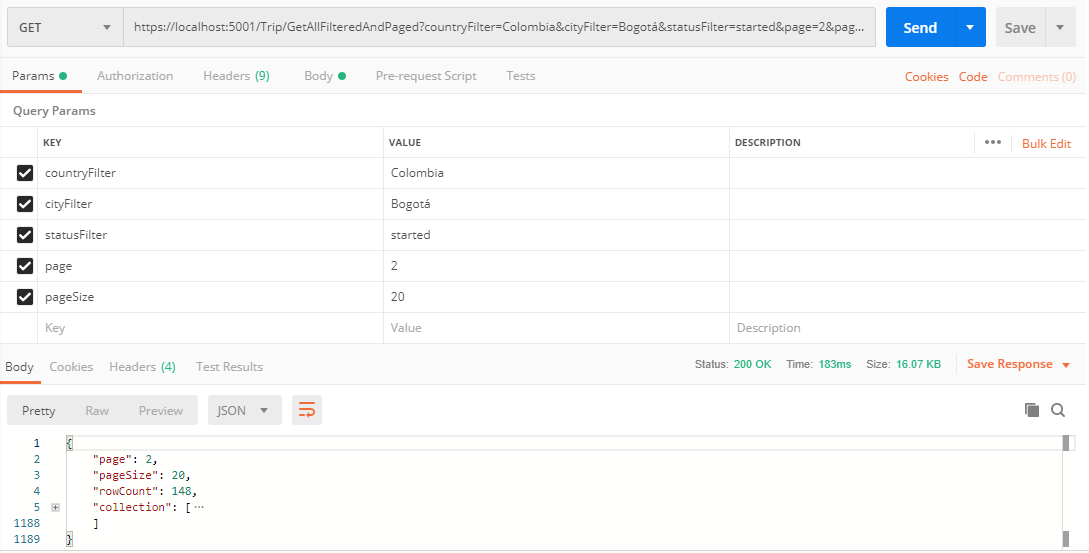 GET https://localhost:5001/Trip/GetAllFilteredAndPaged?countryFilter=Colombia&cityFilter=Bogotá&statusFilter=started&page=2&pag... Send Save
Params Authorization Headers (9) Body Pre-request Script Tests Cookies Code Comments (0)
Query Params
KEY VALUE DESCRIPTION ••• Bulk Edit
countryFilter Colombia
cityFilter Bogotá
statusFilter started
page 2
pageSize 20
Key Value Description
Body Cookies Headers (4) Test Results Status: 200 OK Time: 183ms Size: 16.07 KB Save Response
Pretty Raw Preview JSON
1 {
2 "page": 2,
3 "pageSize": 20,
4 "rowCount": 148,
5 "collection": [···
1188 ]
1189 }